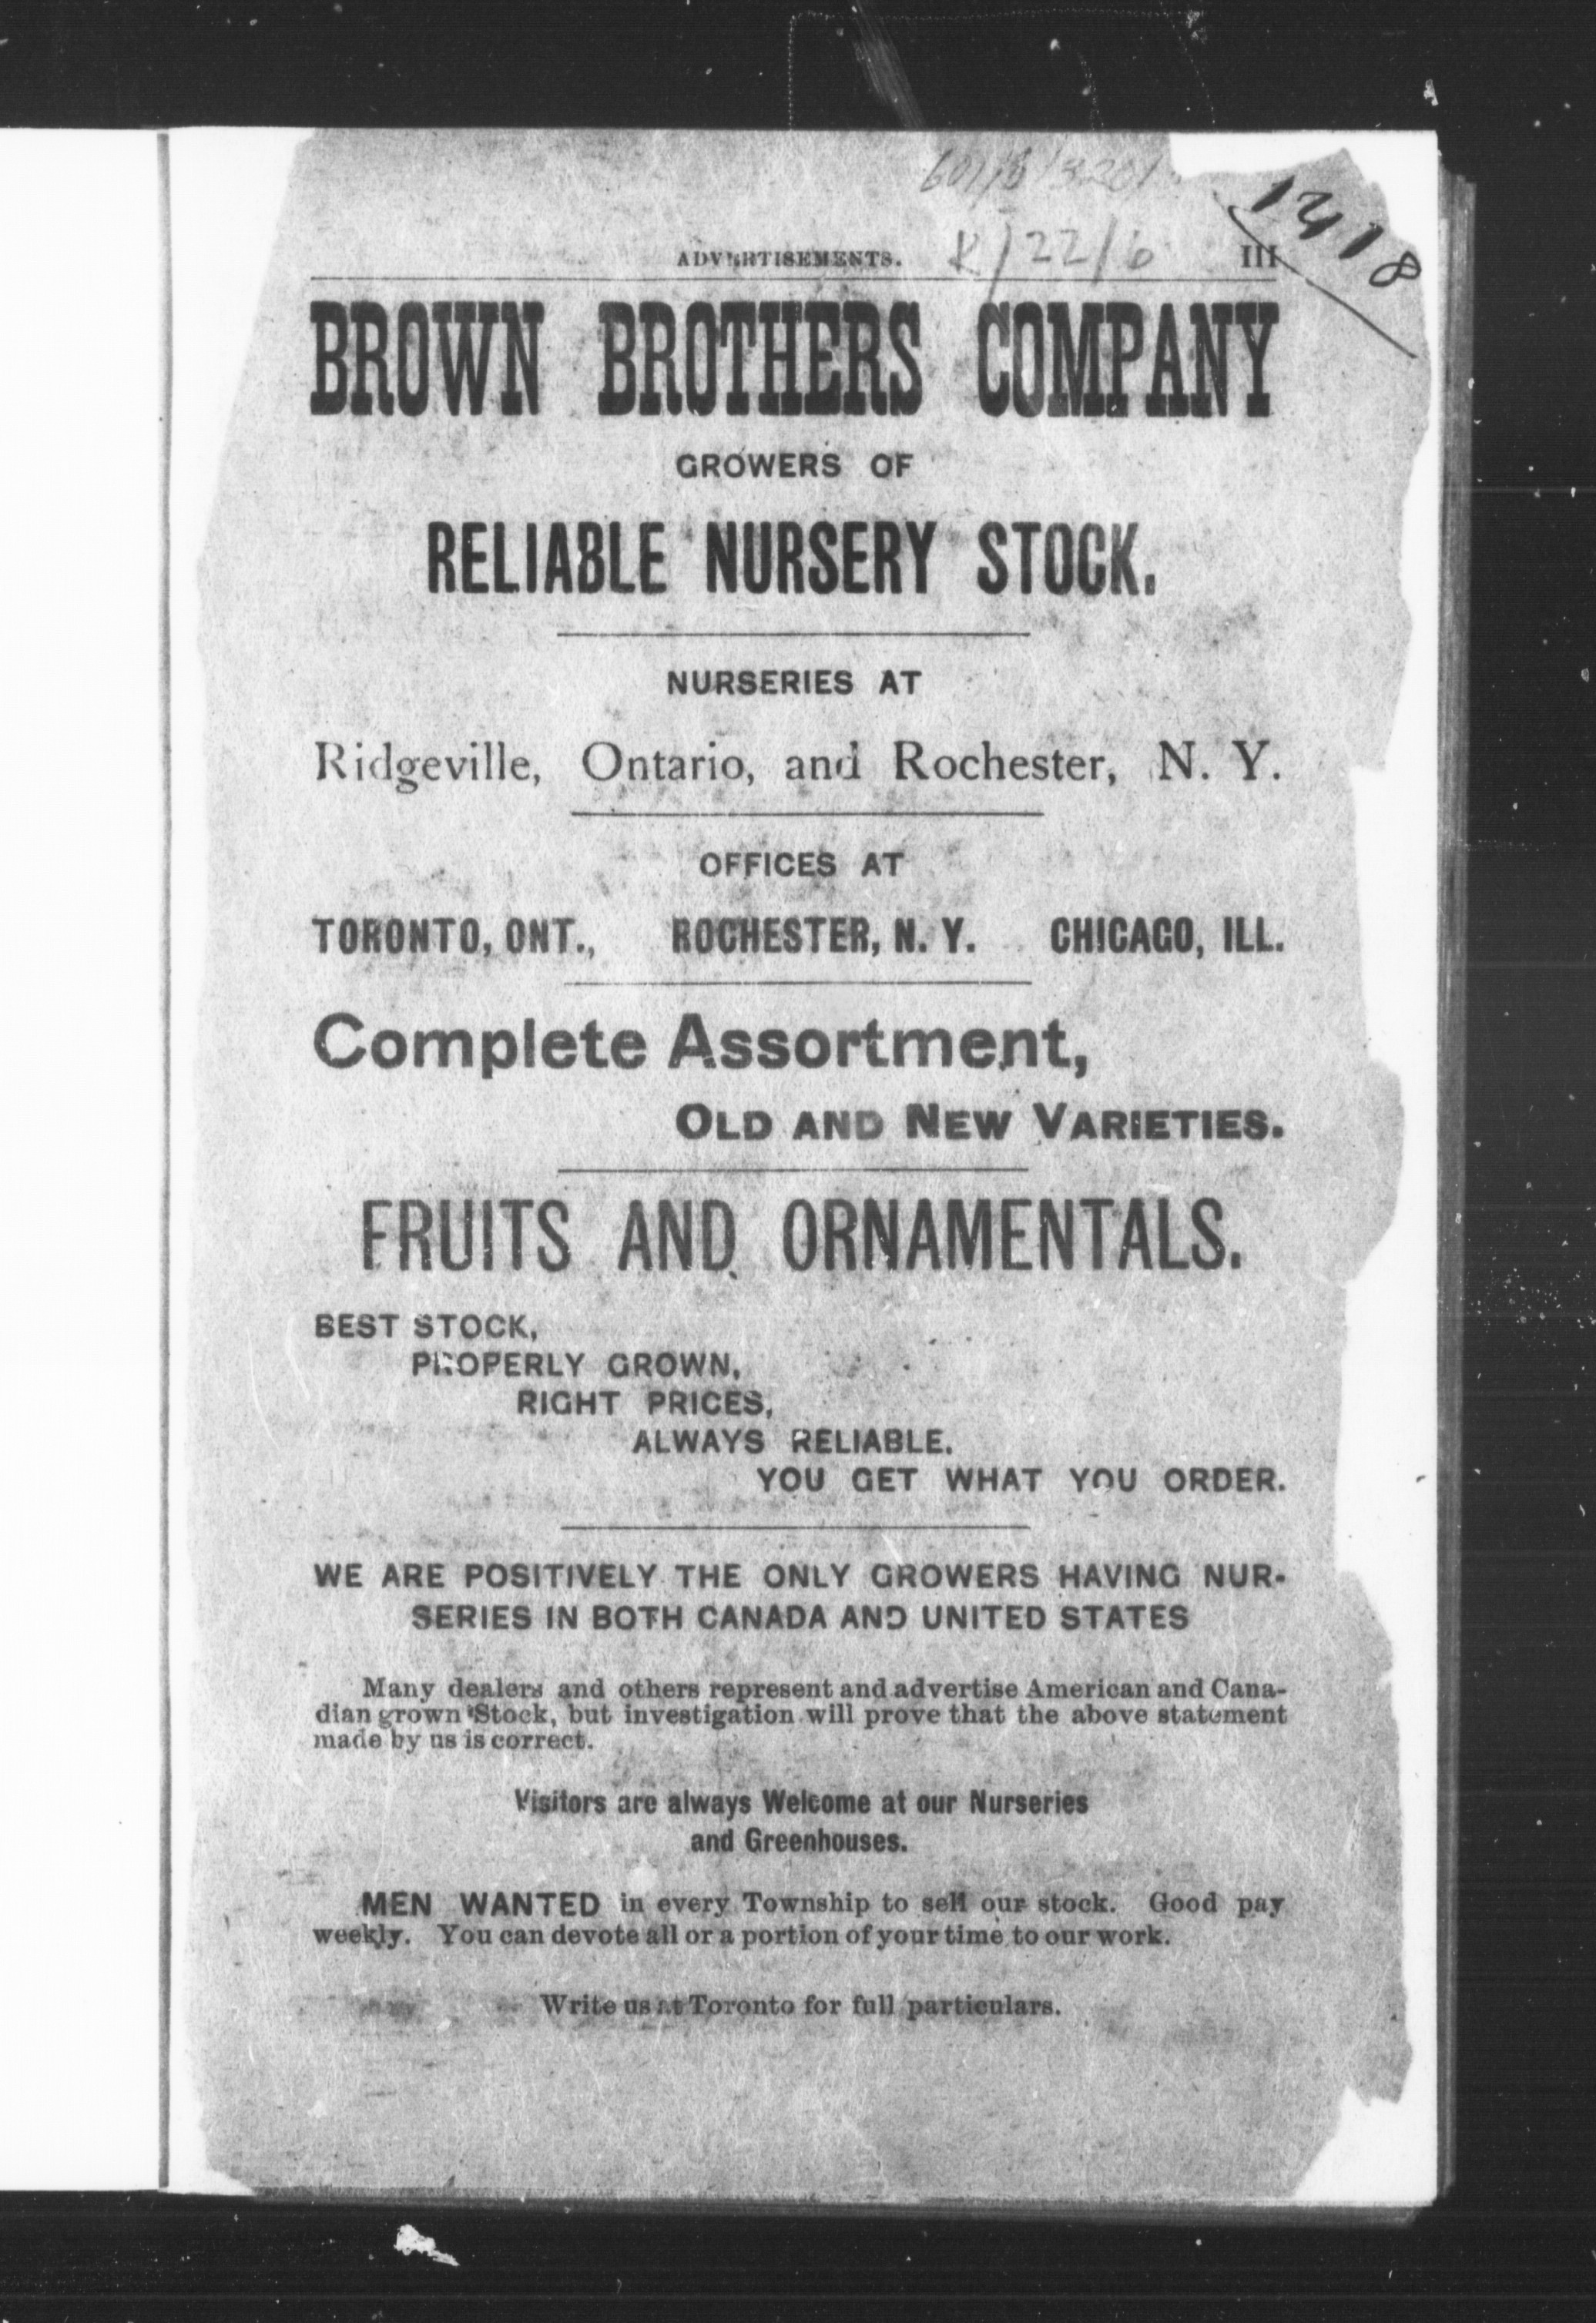 1418
ADVERTISEMENTS. III
BROWN BROTHERS COMPANY
GROWERS OF
RELIABLE NURSERY STOCK.
NURSERIES AT
Ridgeville, Ontario, and Rochester, N. Y.
OFFICES AT
TORONTO, ONT., ROCHESTER, N. Y. CHICAGO, ILL.
Complete Assortment,
OLD AND NEW VARIETIES.
FRUITS AND ORNAMENTALS.
BEST STOCK,
PROPERLY GROWN,
RIGHT PRICES,
ALWAYS RELIABLE.
YOU GET WHAT YOU ORDER.
WE ARE POSITIVELY THE ONLY GROWERS HAVING NUR-
SERIES IN BOTH CANADA AND UNITED STATES
Many dealers and others represent and advertise American and Cana-
dian grown Stock, but investigation will prove that the above statement
made by us is correct.
Visitors are always Welcome at our Nurseries
and Greenhouses.
MEN WANTED in every Township to sell our stock. Good pay
weekly. You can devote all or a portion of your time to our work.
Write us at Toronto for full particulars.